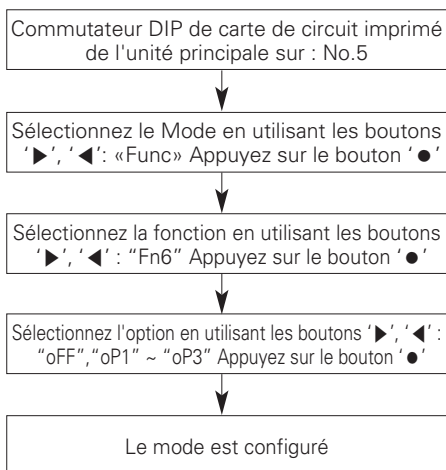 Commutateur DIP de carte de circuit imprimé
de l'unité principale sur : No.5
Sélectionnez le Mode en utilisant les boutons
‘▶’, ‘◀’: «Func» Appuyez sur le bouton ‘●’
Sélectionnez la fonction en utilisant les boutons
‘▶’, ‘◀’ : “Fn6” Appuyez sur le bouton ‘●’
Sélectionnez l'option en utilisant les boutons ‘▶’, ‘◀’ :
“oFF”,“oP1” ~ “oP3” Appuyez sur le bouton ‘●’
Le mode est configuré